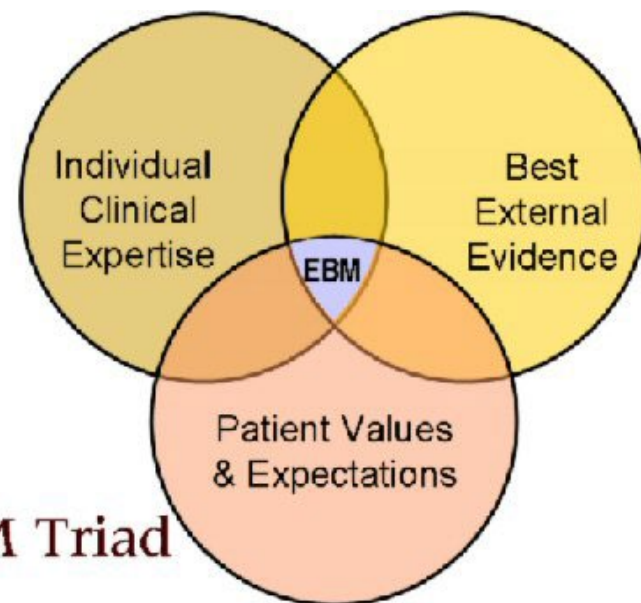 Individual
Clinical
Expertise
Best
External
Evidence
EBM
Patient Values
& Expectations
M Triad